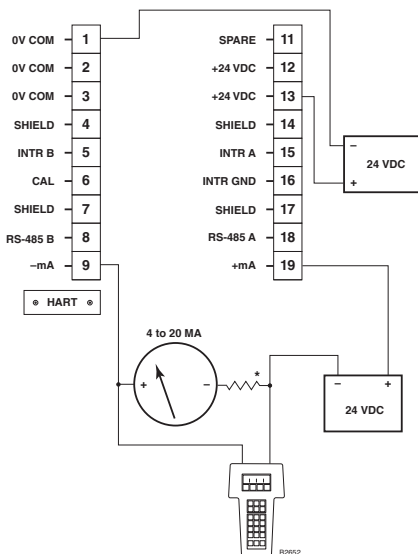 0V COM 1
0V COM 2
0V COM 3
SHIELD 4
INTR B 5
CAL 6
SHIELD 7
RS-485 B 8
–mA 9
HART
SPARE 11
+24 VDC 12
+24 VDC 13
SHIELD 14
INTR A 15
INTR GND 16
SHIELD 17
RS-485 A 18
+mA 19
–
+
24 VDC
4 to 20 MA
+ –
*
– +
24 VDC
B2652